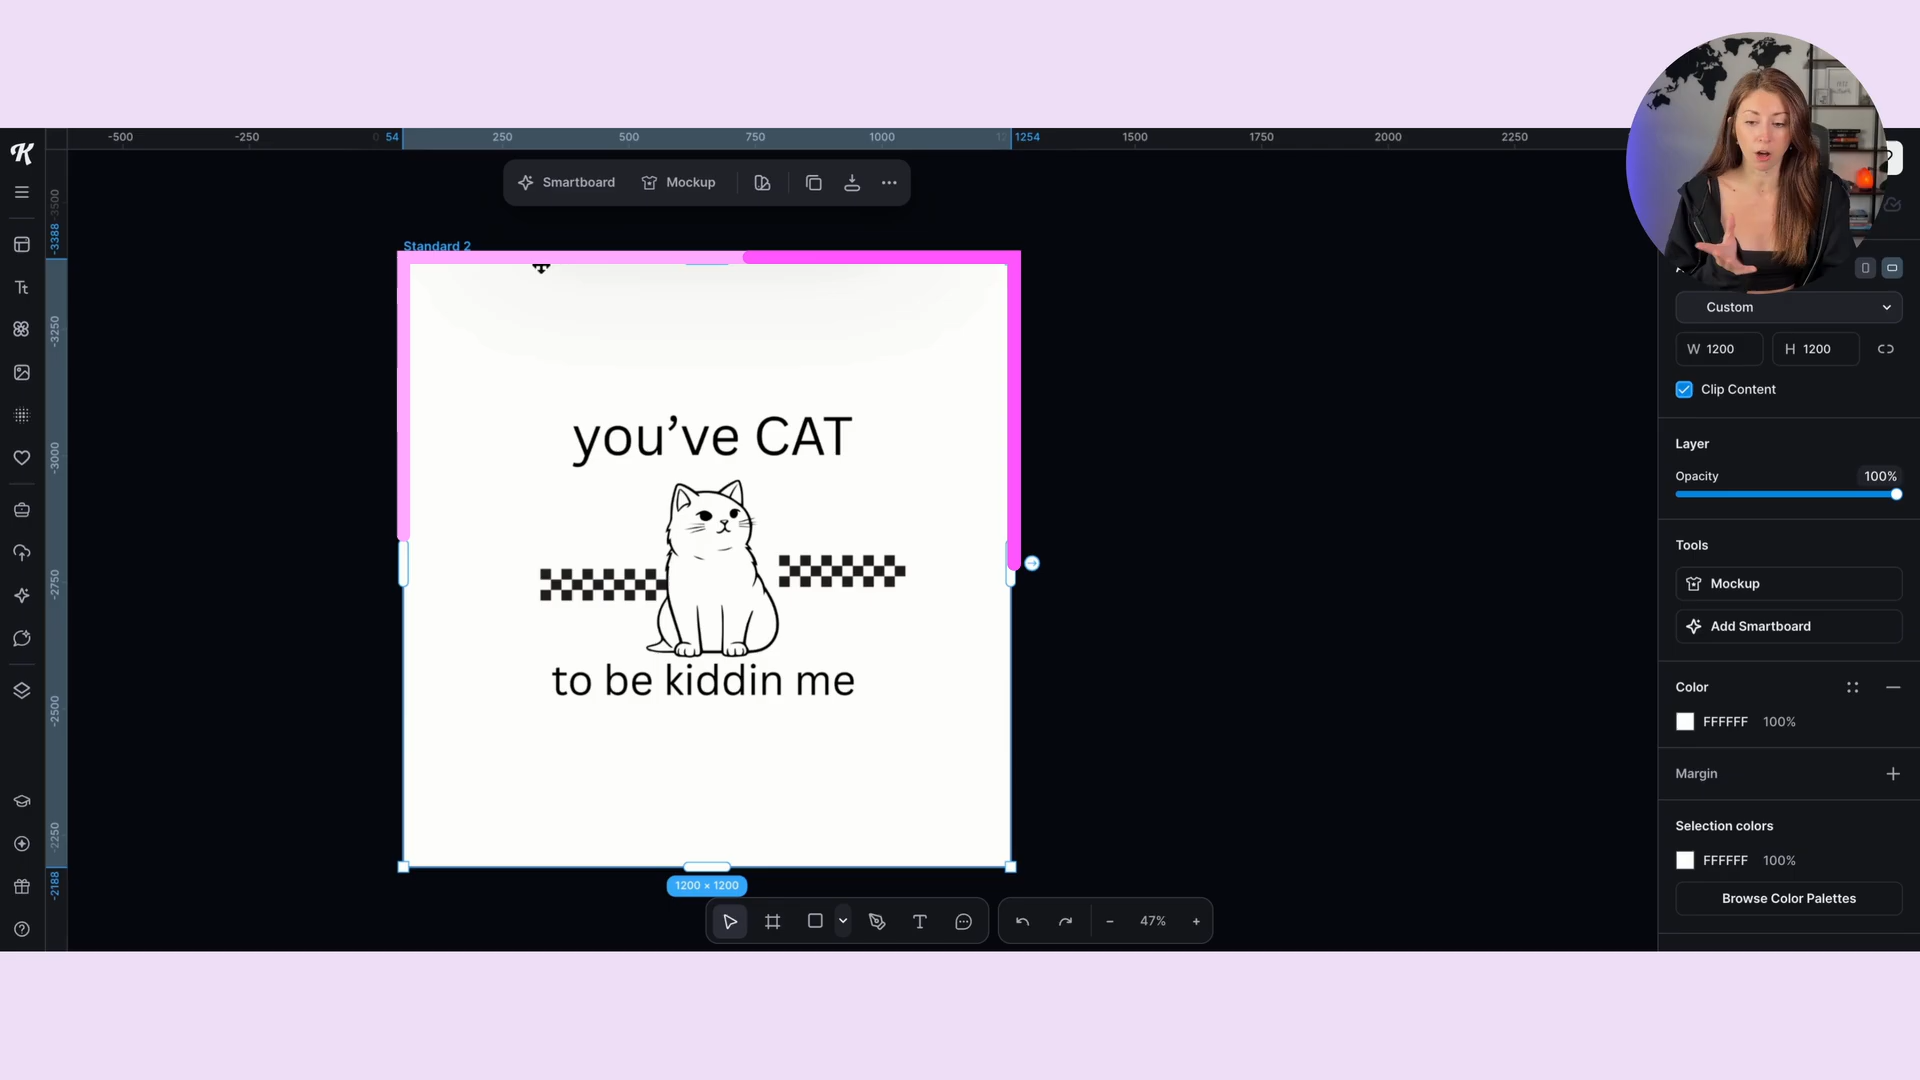 -500 -250 0 54 250 500 750 1000 1254 1500 1750 2000 2250
Smartboard Mockup
-3500
-3388
-3250
-3000
-2750
-2500
-2250
-2188
Standard 2
you've CAT
to be kiddin me
1200 × 1200
47%
Custom
W 1200 H 1200
Clip Content
Layer
Opacity 100%
Tools
Mockup
Add Smartboard
Color
FFFFFF 100%
Margin
Selection colors
FFFFFF 100%
Browse Color Palettes